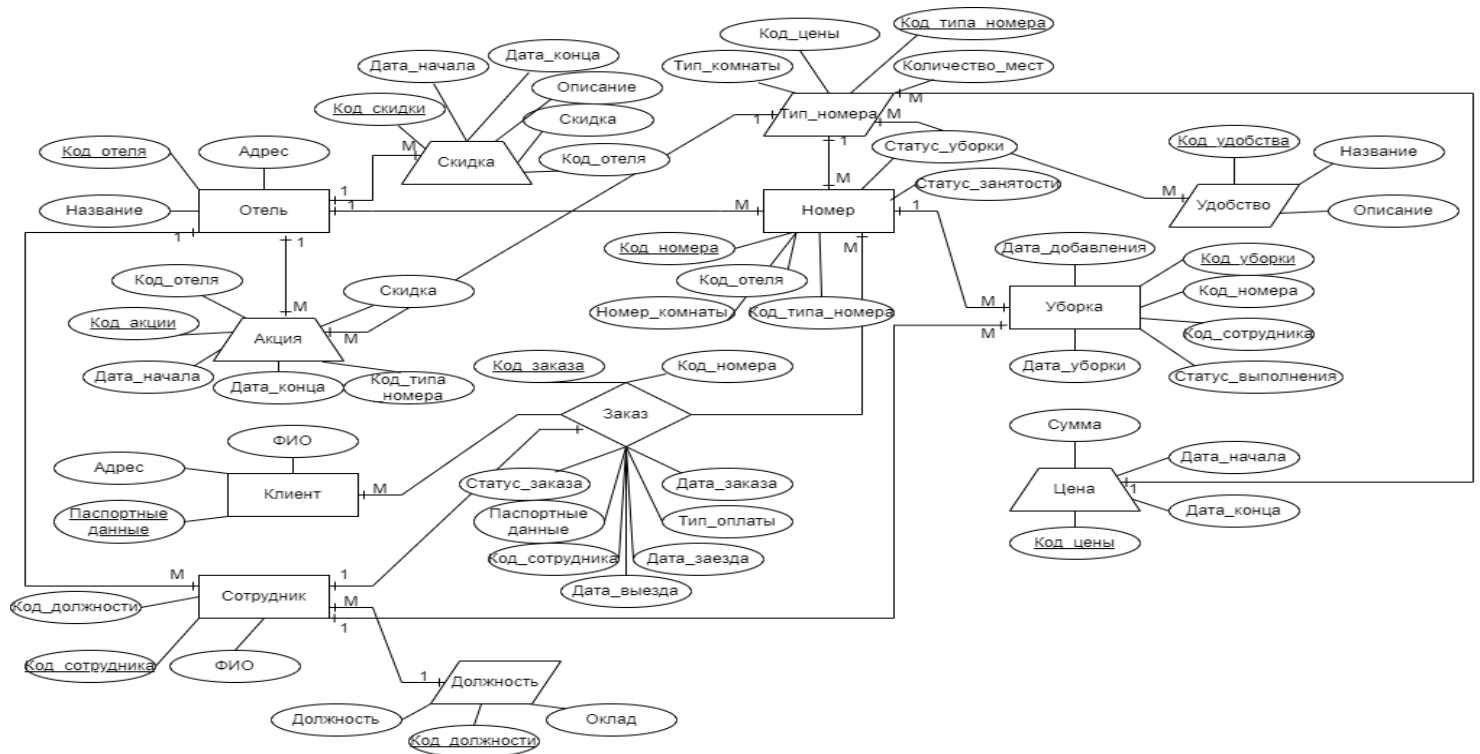 Код_цены
Код_типа_номера
Дата_начала
Дата_конца
Тип_комнаты
Количество_мест
Описание
Код_скидки
Скидка
1
Тип_номера
М
М
М
1
Код_отеля
Адрес
М
Скидка
Код_отеля
Статус_уборки
Код_удобства
Название
М
Статус_занятости
М
Удобство
Название
Отель
1
1
М
Номер
1
Описание
1
1
М
Код_номера
Дата_добавления
Код_уборки
Код_отеля
Код_отеля
Скидка
Код_номера
Номер_комнаты
Код_типа_номера
М
Уборка
М
Код_акции
Акция
М
М
Код_сотрудника
Дата_начала
Дата_конца
Код_типа
номера
Код_заказа
Код_номера
Дата_уборки
Статус_выполнения
Заказ
ФИО
Сумма
Адрес
Клиент
М
Статус_заказа
Дата_заказа
Дата_начала
Цена
1
Паспортные
данные
Паспортные
данные
Тип_оплаты
Дата_конца
Код_цены
Код_сотрудника
Дата_заезда
Дата_выезда
М
Сотрудник
1
М
1
Код_должности
Код_сотрудника
ФИО
1
Должность
Должность
Код_должности
Оклад